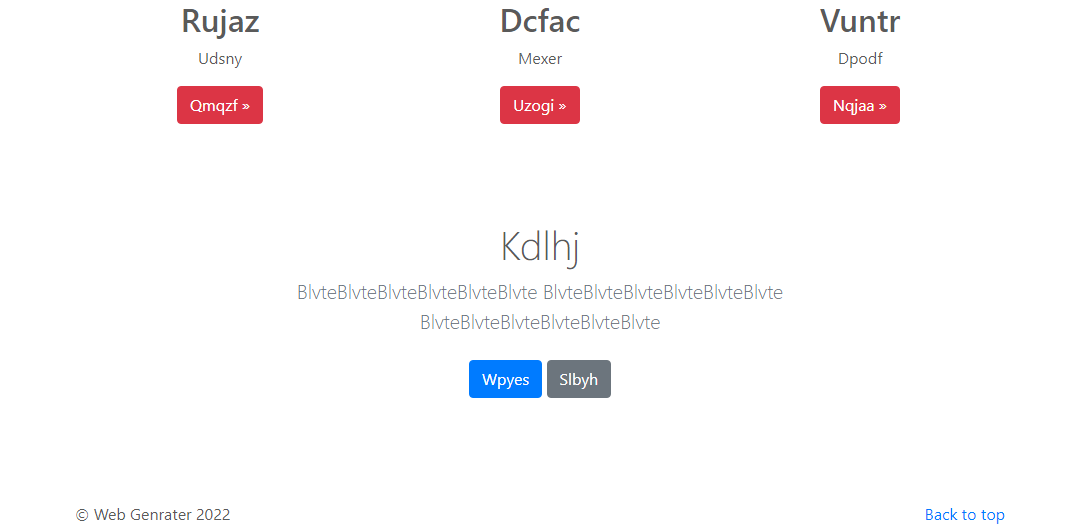 Rujaz Dcfac Vuntr
Udsny Mexer Dpodf
Qmqzf » Uzogi » Nqjaa »
Kdlhj
BlvteBlvteBlvteBlvteBlvteBlvte BlvteBlvteBlvteBlvteBlvteBlvte
BlvteBlvteBlvteBlvteBlvteBlvte
Wpyes Slbyh
© Web Genrater 2022 Back to top